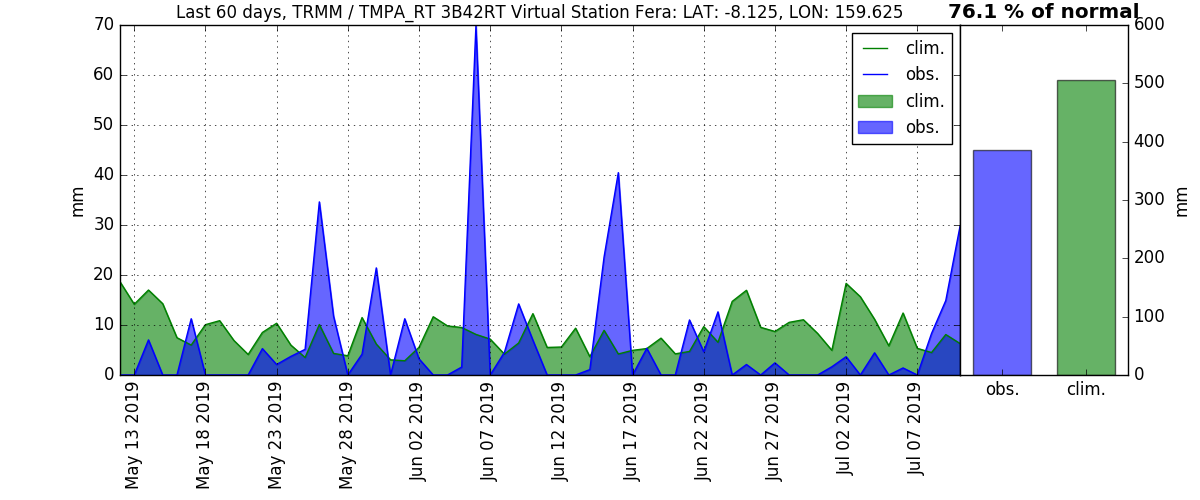 Last 60 days, TRMM / TMPA_RT 3B42RT Virtual Station Fera: LAT: -8.125, LON: 159.625
76.1 % of normal
70
60
50
40
30
20
10
0
mm
clim.
obs.
clim.
obs.
May 13 2019
May 18 2019
May 23 2019
May 28 2019
Jun 02 2019
Jun 07 2019
Jun 12 2019
Jun 17 2019
Jun 22 2019
Jun 27 2019
Jul 02 2019
Jul 07 2019
600
500
400
300
200
100
0
mm
obs.
clim.